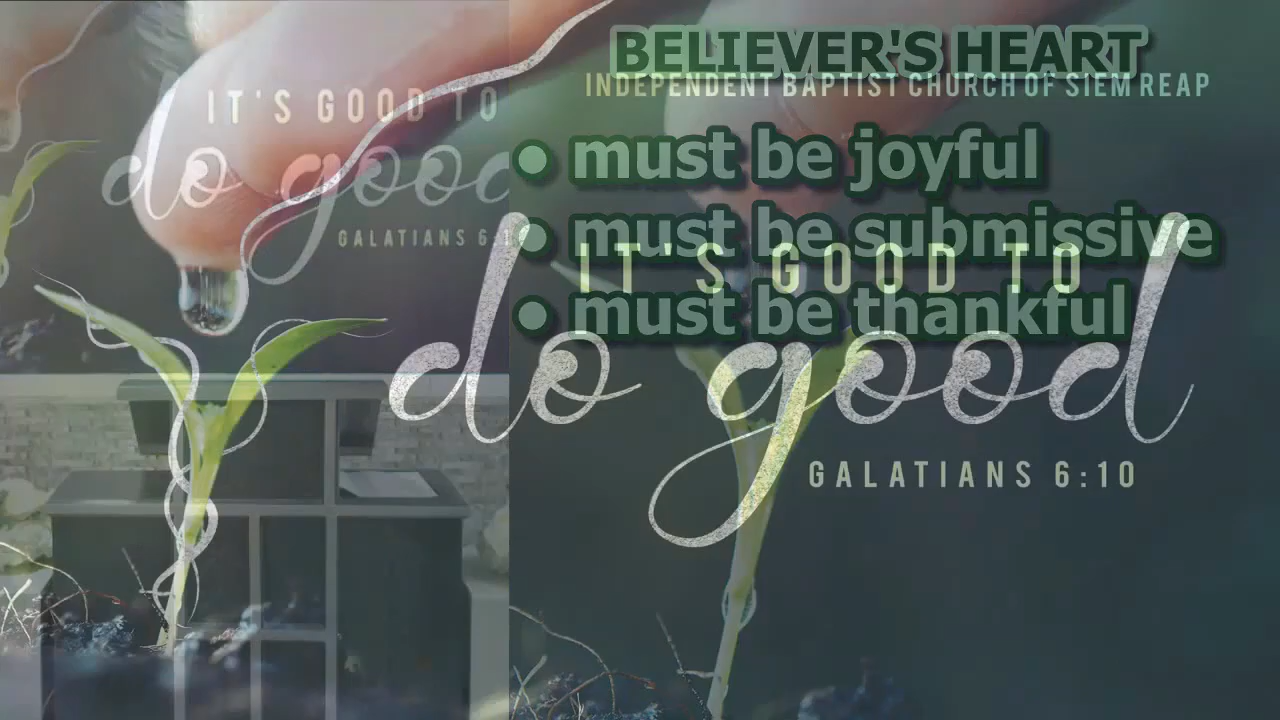 BELIEVER'S HEART
INDEPENDENT BAPTIST CHURCH OF SIEM REAP
• must be joyful
• must be submissive
• must be thankful
IT'S GOOD TO
do good
GALATIANS 6:10
IT'S GOOD TO
do good
GALATIANS 6:1